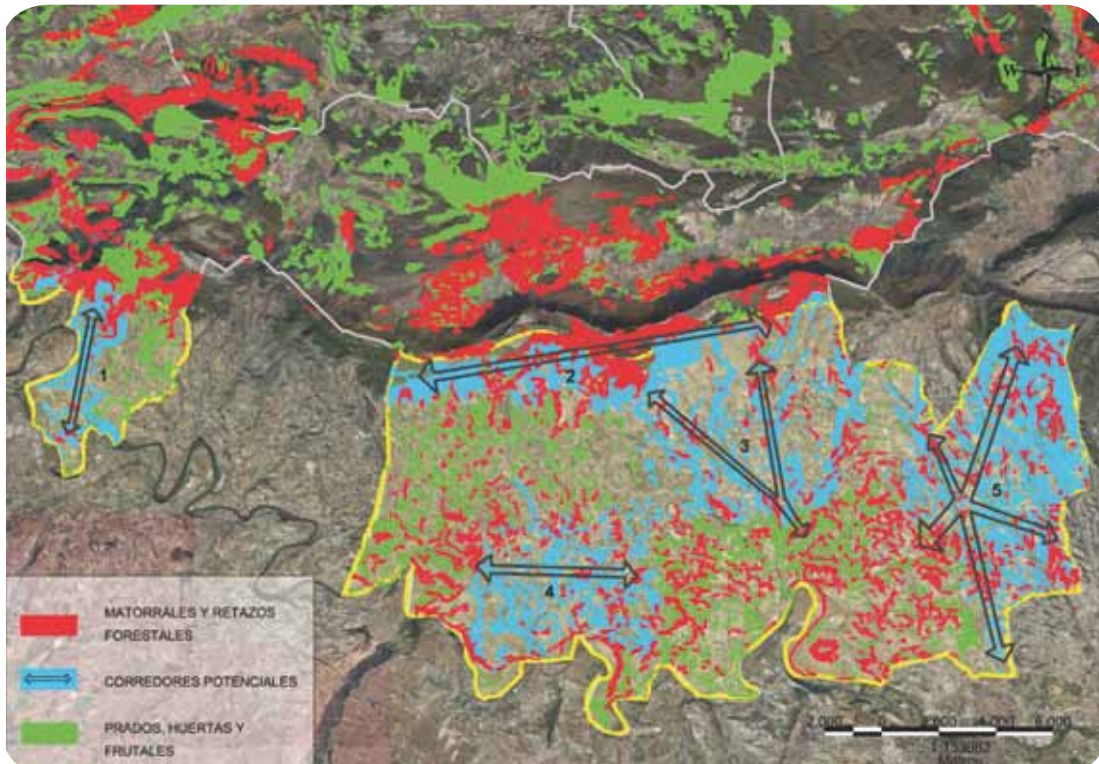 W E
1
2
3
4
5
MATORRALES Y RETAZOS
FORESTALES
CORREDORES POTENCIALES
PRADOS, HUERTAS Y
FRUTALES
2.000 0 2.000 4.000 6.000